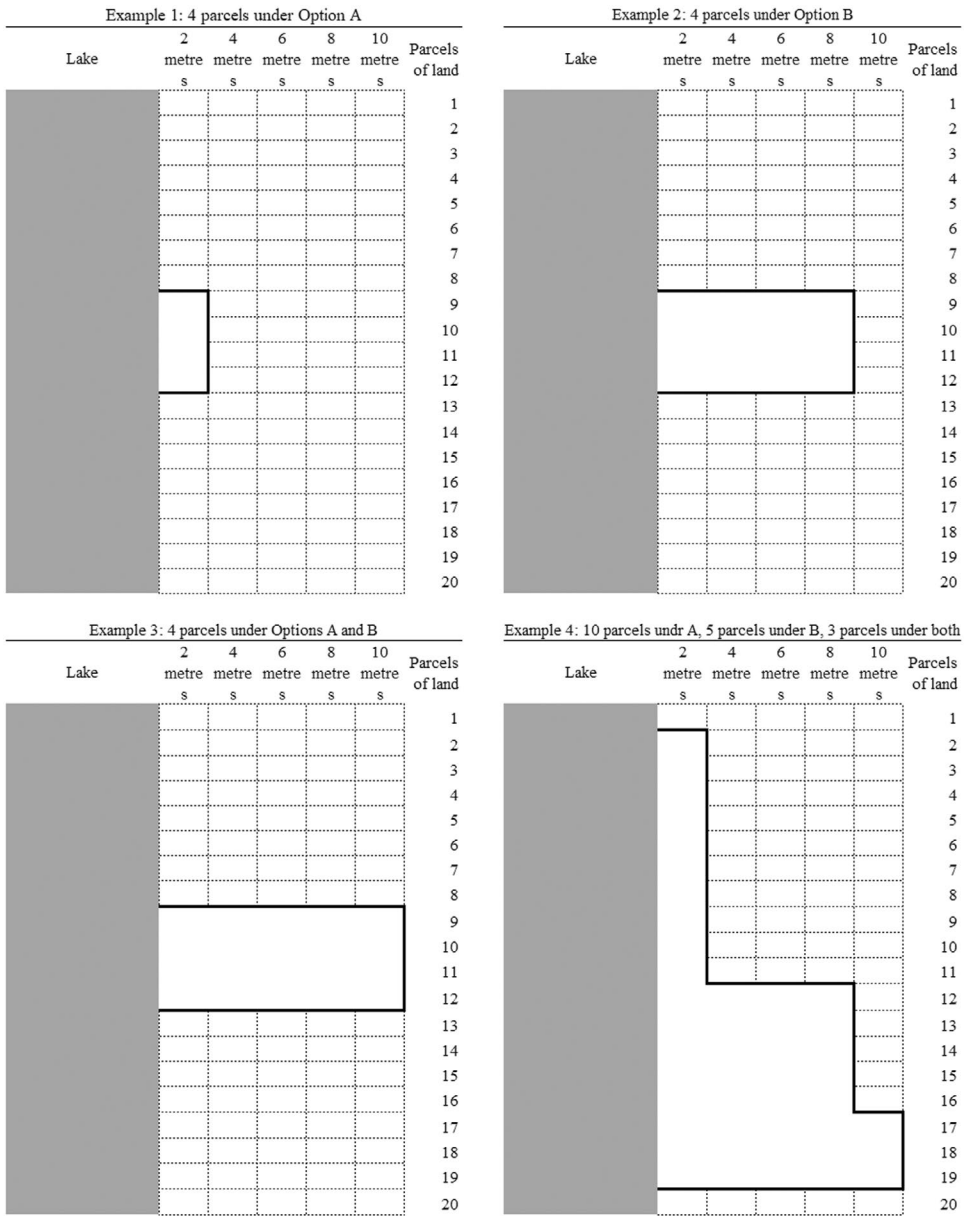 Example 1: 4 parcels under Option A
Lake
2 metre s
4 metre s
6 metre s
8 metre s
10 metre s
Parcels of land
1
2
3
4
5
6
7
8
9
10
11
12
13
14
15
16
17
18
19
20
Example 2: 4 parcels under Option B
Lake
2 metre s
4 metre s
6 metre s
8 metre s
10 metre s
Parcels of land
1
2
3
4
5
6
7
8
9
10
11
12
13
14
15
16
17
18
19
20
Example 3: 4 parcels under Options A and B
Lake
2 metre s
4 metre s
6 metre s
8 metre s
10 metre s
Parcels of land
1
2
3
4
5
6
7
8
9
10
11
12
13
14
15
16
17
18
19
20
Example 4: 10 parcels undr A, 5 parcels under B, 3 parcels under both
Lake
2 metre s
4 metre s
6 metre s
8 metre s
10 metre s
Parcels of land
1
2
3
4
5
6
7
8
9
10
11
12
13
14
15
16
17
18
19
20